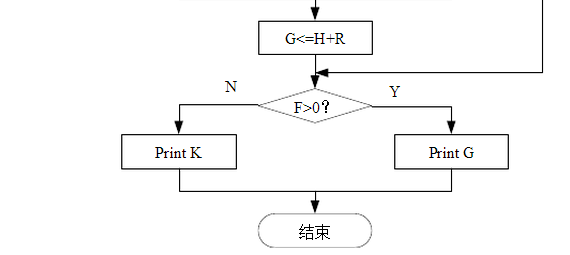 G<=H+R
N
Y
F>0？
Print K
Print G
结束